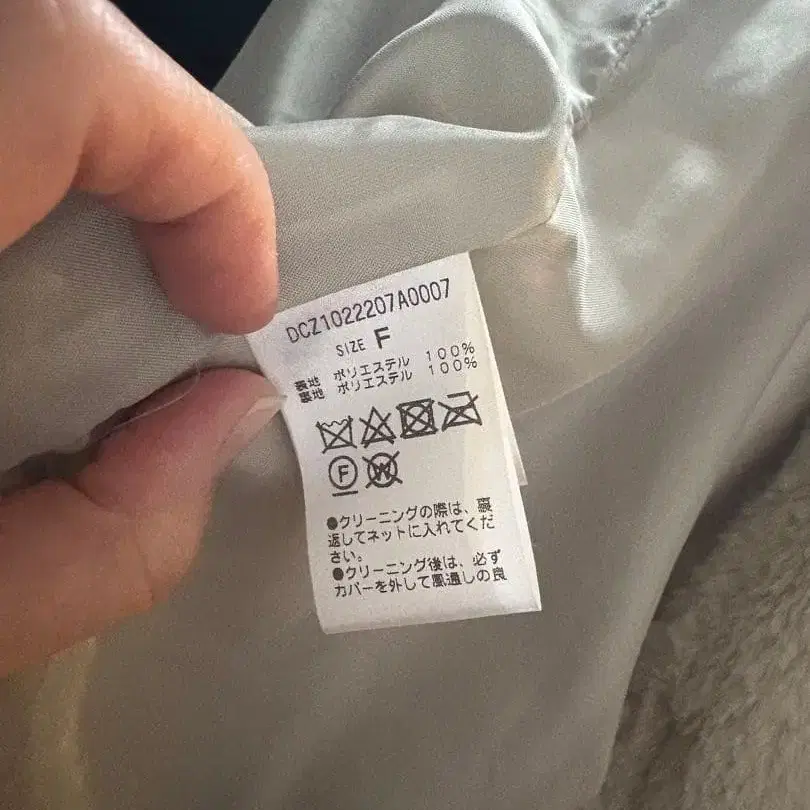 DCZ1022207A0007
SIZE F
表地 ポリエステル 100%
裏地 ポリエステル 100%
F W
●クリーニングの際は、裏
返してネットに入れてくだ
さい。
●クリーニング後は、必ず
カバーを外して風通しの良